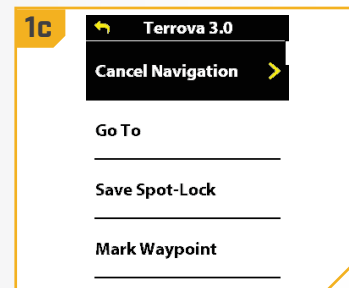 1c
Terrova 3.0
Cancel Navigation
Go To
Save Spot-Lock
Mark Waypoint